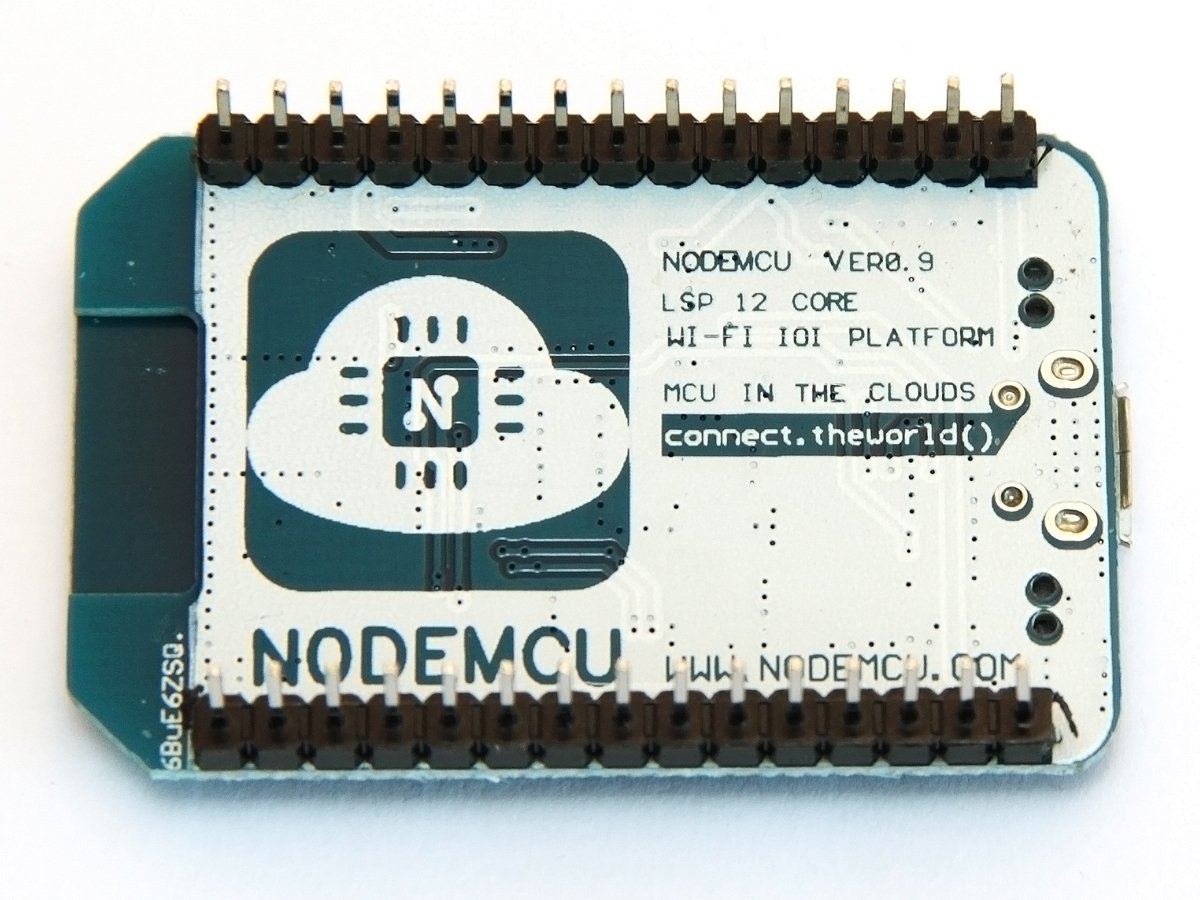 NODEMCU VER0.9
LSP 12 CORE
WI-FI IOI PLATFORM
MCU IN THE CLOUDS
connect.theworld()
N
NODEMCU
WWW.NODEMCU.COM
6BuE6ZSQ.